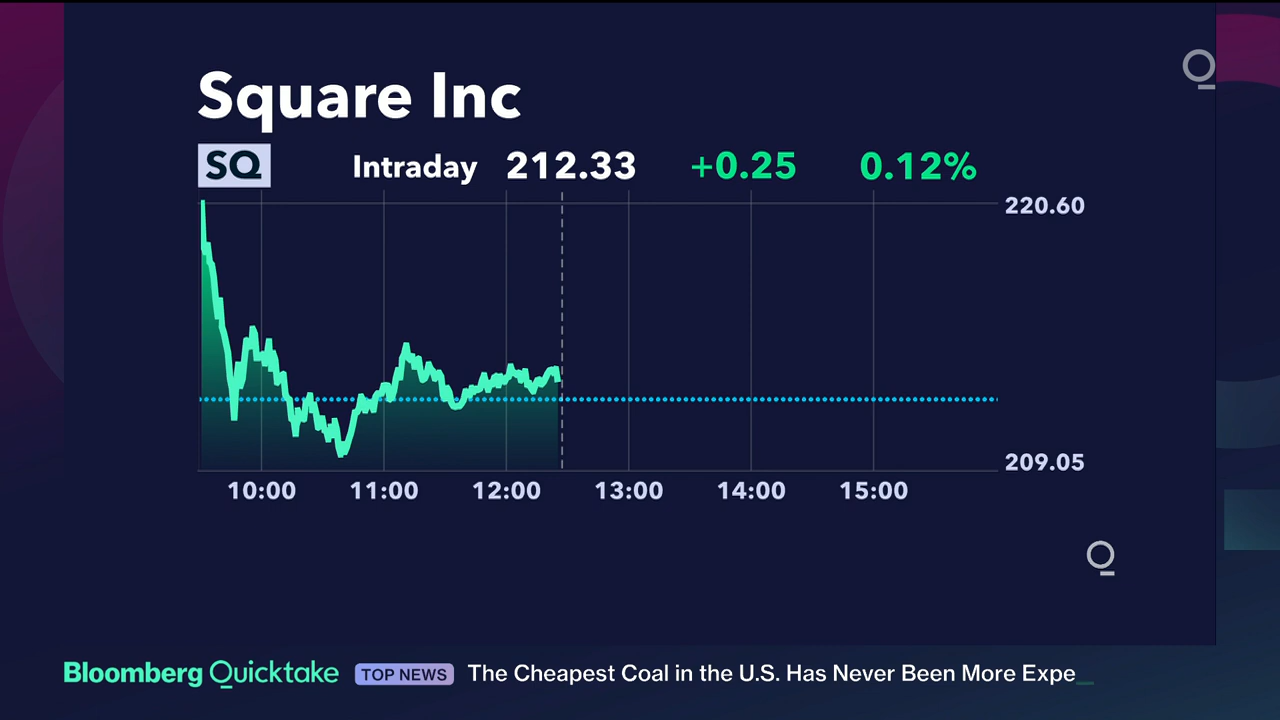 Square Inc
SQ Intraday 212.33 +0.25 0.12%
220.60
209.05
10:00 11:00 12:00 13:00 14:00 15:00
Bloomberg Quicktake TOP NEWS The Cheapest Coal in the U.S. Has Never Been More Expe_